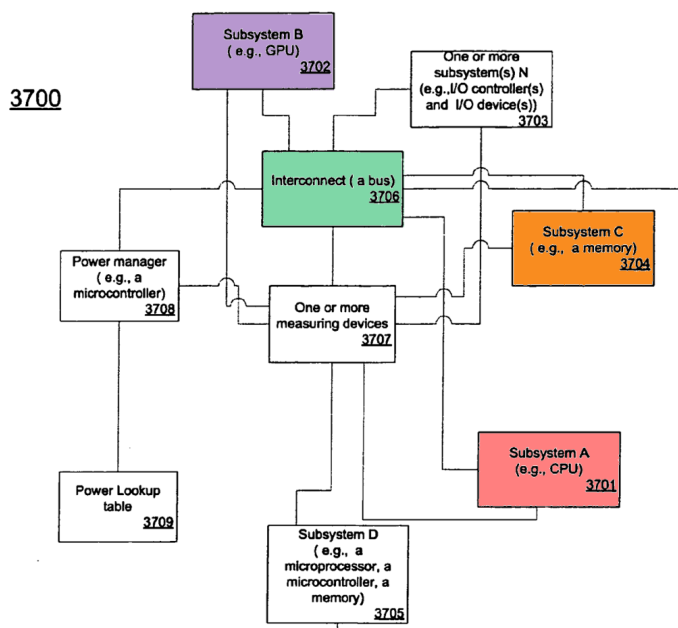 3700
Subsystem B
( e.g., GPU)
3702
One or more
subsystem(s) N
(e.g.,I/O controller(s)
and I/O device(s))
3703
Interconnect ( a bus)
3706
Subsystem C
( e.g., a memory)
3704
Power manager
( e.g., a
microcontroller)
3708
One or more
measuring devices
3707
Subsystem A
(e.g., CPU)
3701
Power Lookup
table
3709
Subsystem D
( e.g., a
microprocessor, a
microcontroller, a
memory)
3705